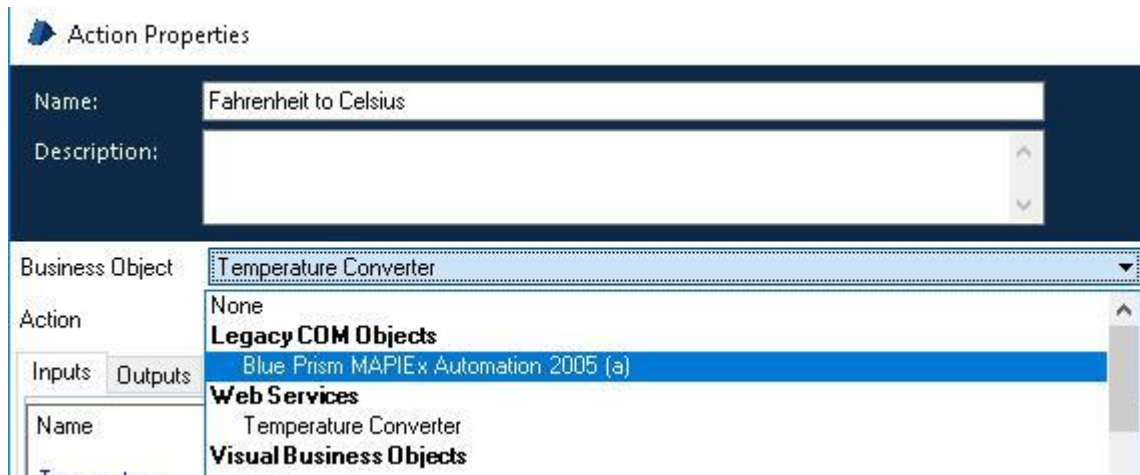 Action Properties
Name: Fahrenheit to Celsius
Description:
Business Object Temperature Converter
None
Action
Legacy COM Objects
Blue Prism MAPIEx Automation 2005 (a)
Inputs Outputs
Web Services
Name Temperature Converter
Visual Business Objects